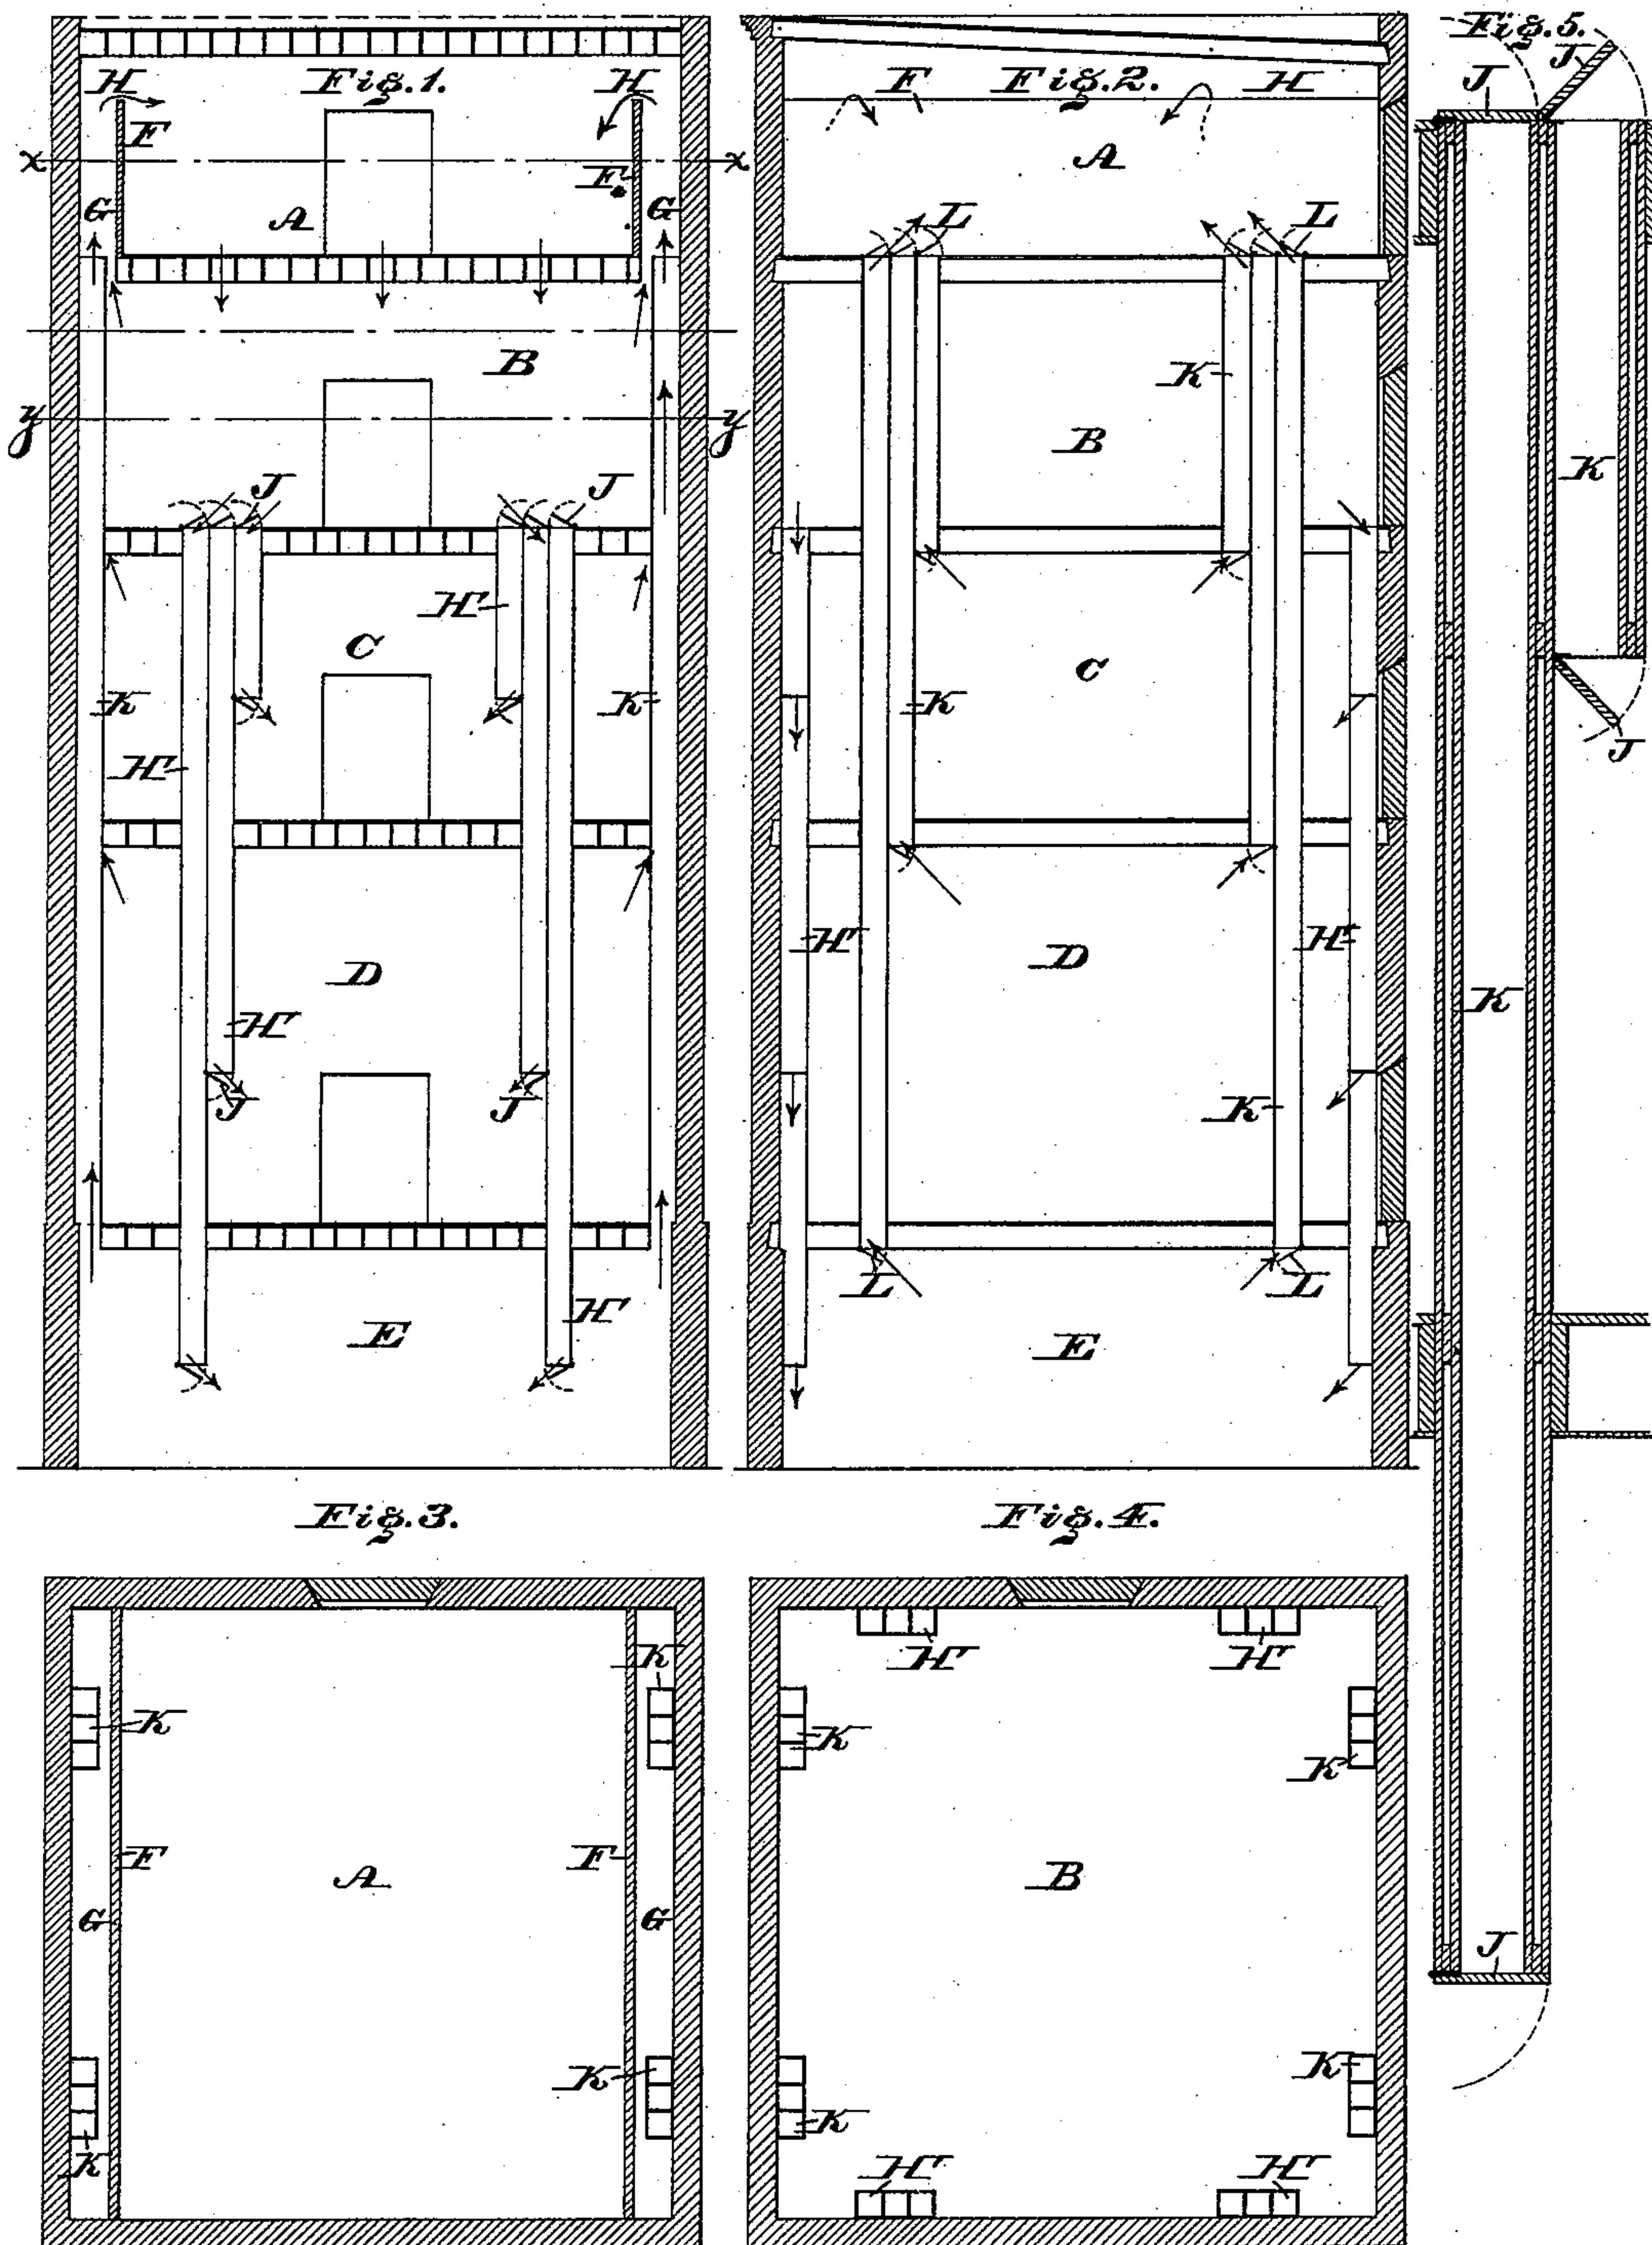 Fig. 1.
H H
F
x x
F.
G A G
B
y y
J J
H'
C
K K
H'
D
H'
J J
H'
E
Fig. 2.
F H
A
L L
K
B
C
K
H' H'
D
K
L L
E
Fig. 5.
J
J
K
K
J
J
Fig. 3.
K
K
F F
A
G G
K
K
Fig. 4.
H' H'
K
K
B
K
K
H' H'